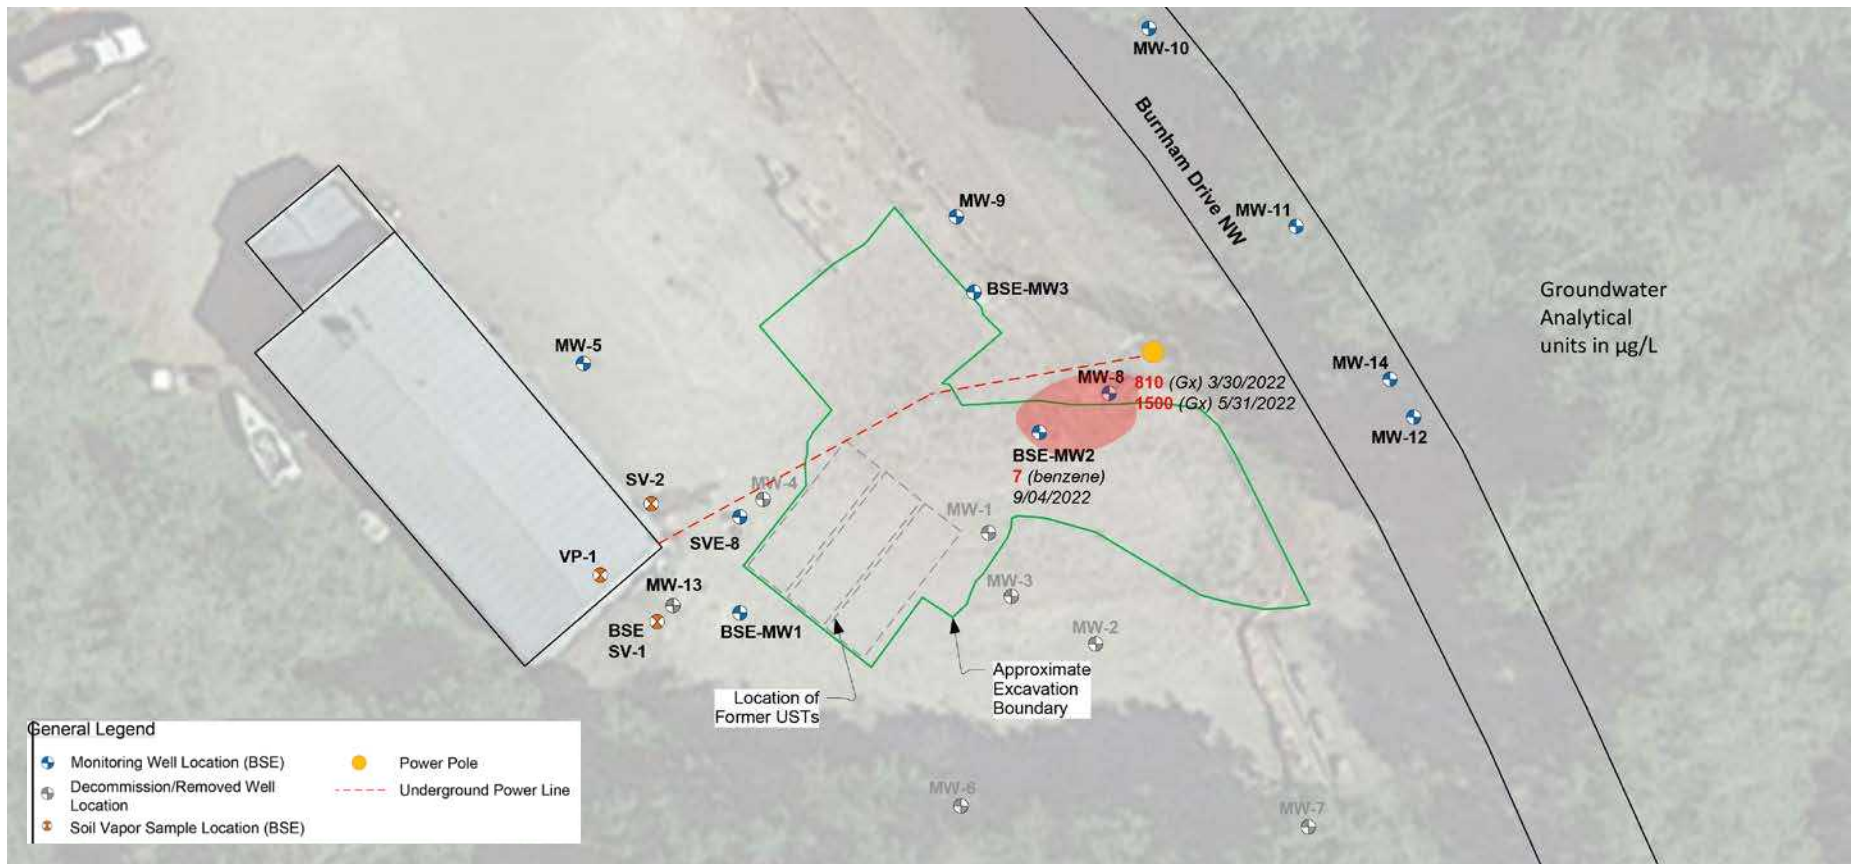 MW-10
Burnham Drive NW
MW-9
MW-11
BSE-MW3
Groundwater
Analytical
units in µg/L
MW-5
MW-14
MW-8
810 (Gx) 3/30/2022
1500 (Gx) 5/31/2022
MW-12
BSE-MW2
7 (benzene)
9/04/2022
SV-2
MW-4
MW-1
SVE-8
VP-1
MW-13
MW-3
BSE
SV-1
BSE-MW1
MW-2
Location of
Former USTs
Approximate
Excavation
Boundary
MW-6
MW-7
General Legend
Monitoring Well Location (BSE)
Decommission/Removed Well
Location
Soil Vapor Sample Location (BSE)
Power Pole
Underground Power Line